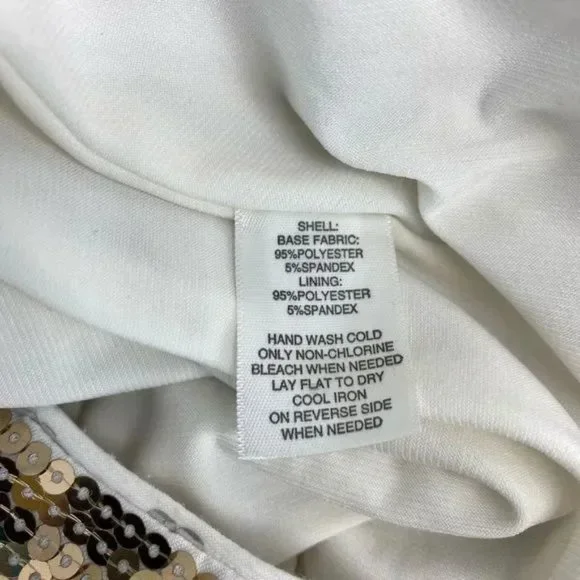 SHELL:
BASE FABRIC:
95%POLYESTER
5%SPANDEX
LINING:
95%POLYESTER
5%SPANDEX
HAND WASH COLD
ONLY NON-CHLORINE
BLEACH WHEN NEEDED
LAY FLAT TO DRY
COOL IRON
ON REVERSE SIDE
WHEN NEEDED